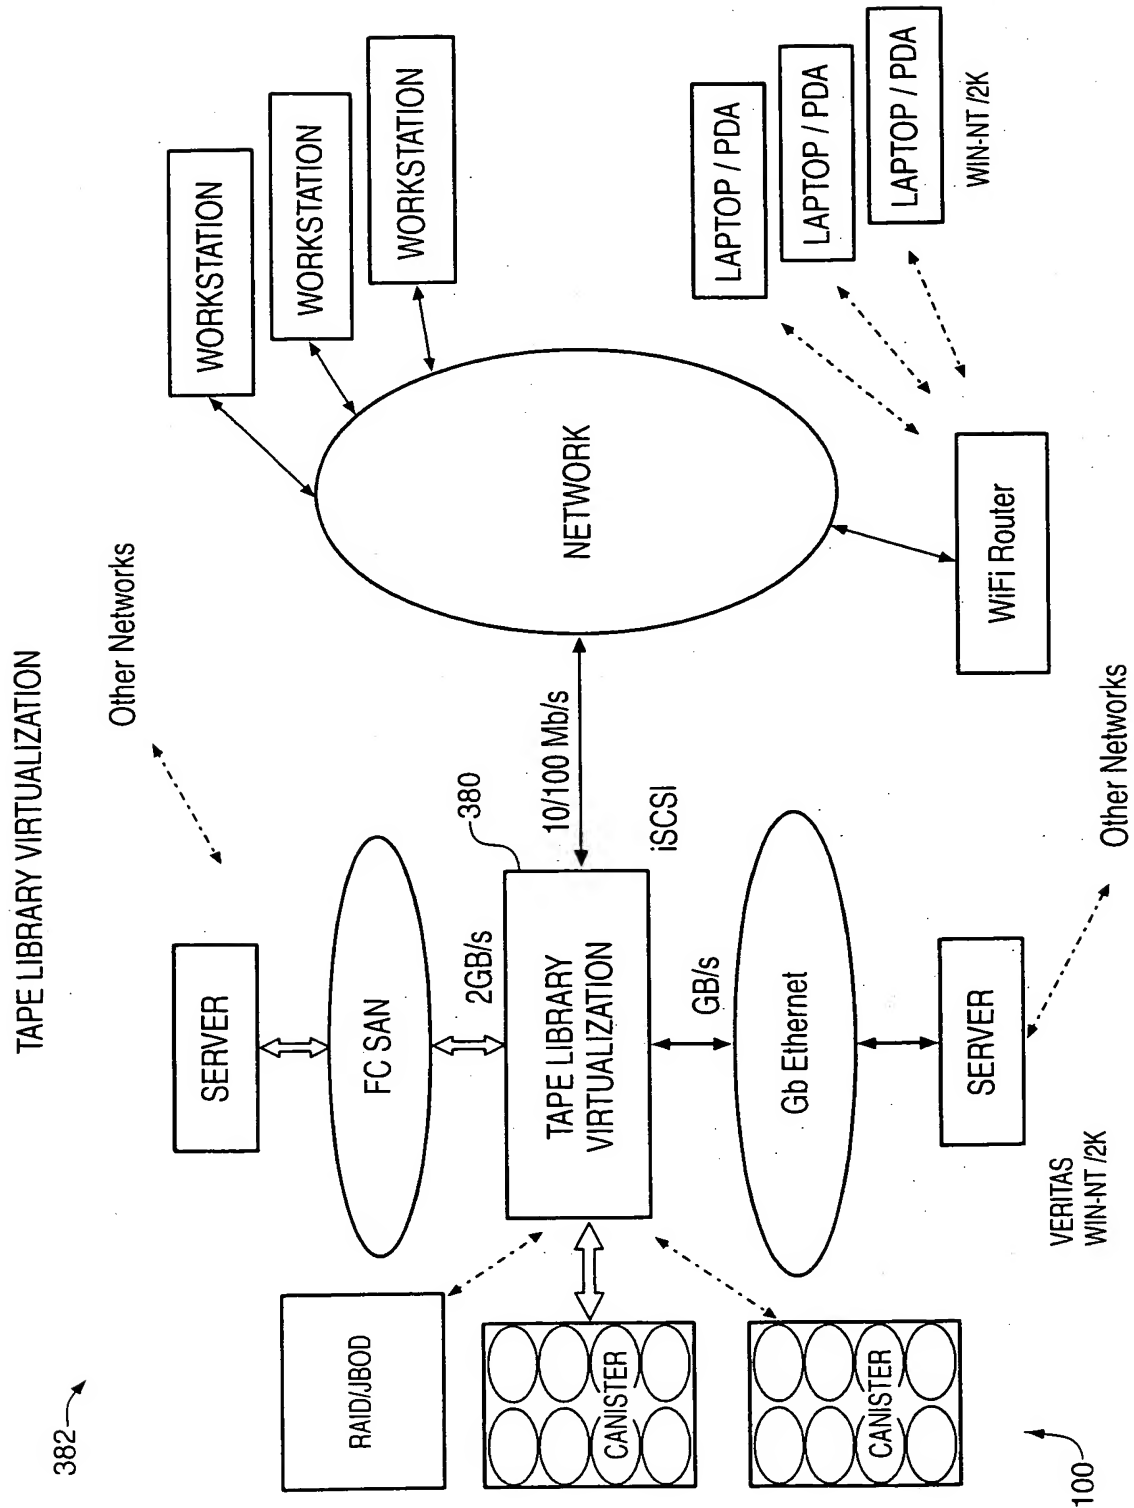 TAPE LIBRARY VIRTUALIZATION
382
Other Networks
SERVER
WORKSTATION
WORKSTATION
WORKSTATION
FC SAN
RAID/JBOD
2GB/s
380
10/100 Mb/s
iSCSI
TAPE LIBRARY
VIRTUALIZATION
NETWORK
CANISTER
GB/s
Gb Ethernet
LAPTOP / PDA
LAPTOP / PDA
LAPTOP / PDA
WIN-NT /2K
CANISTER
SERVER
WiFi Router
VERITAS
WIN-NT /2K
Other Networks
100